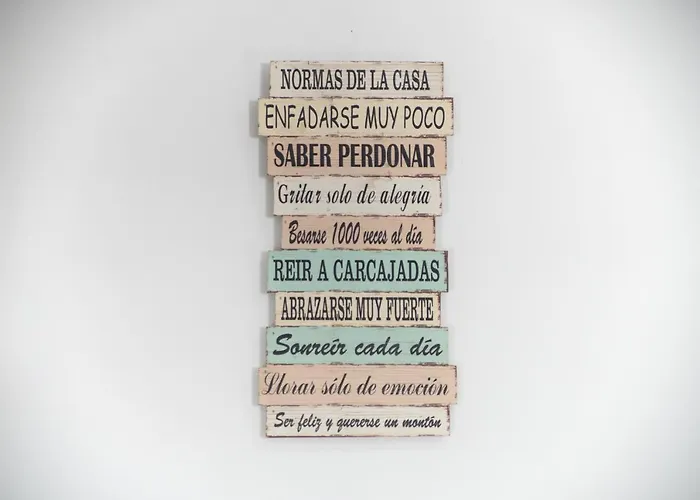 NORMAS DE LA CASA
ENFADARSE MUY POCO
SABER PERDONAR
Gritar solo de alegría
Besarse 1000 veces al día
REIR A CARCAJADAS
ABRAZARSE MUY FUERTE
Sonreír cada día
Llorar sólo de emoción
Ser feliz y quererse un montón